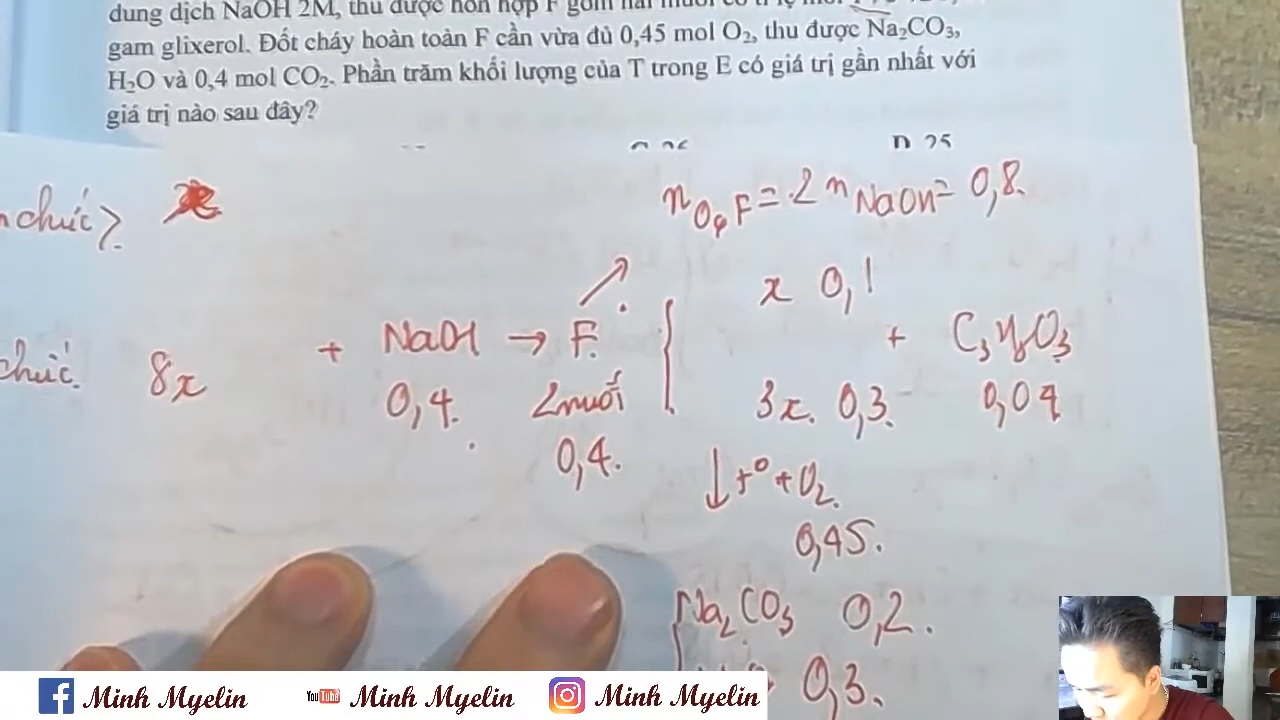 dung dịch NaOH 2M, thu được hỗn hợp F gồm hai muối có tỉ lệ mol
gam glixerol. Đốt cháy hoàn toàn F cần vừa đủ 0,45 mol O₂, thu được Na₂CO₃,
H₂O và 0,4 mol CO₂. Phần trăm khối lượng của T trong E có giá trị gần nhất với
giá trị nào sau đây?
D. 25
chức
n O, F = 2 n NaOH = 0,8.
x 0,1
chức. 8x + NaOH → F. { + C₃H₈O₃
0,4. 2 muối 3x. 0,3. 0,04
0,4.
↓ t° + O₂.
0,45.
Na₂CO₃ 0,2.
0,3.
Minh Myelin YouTube Minh Myelin Minh Myelin